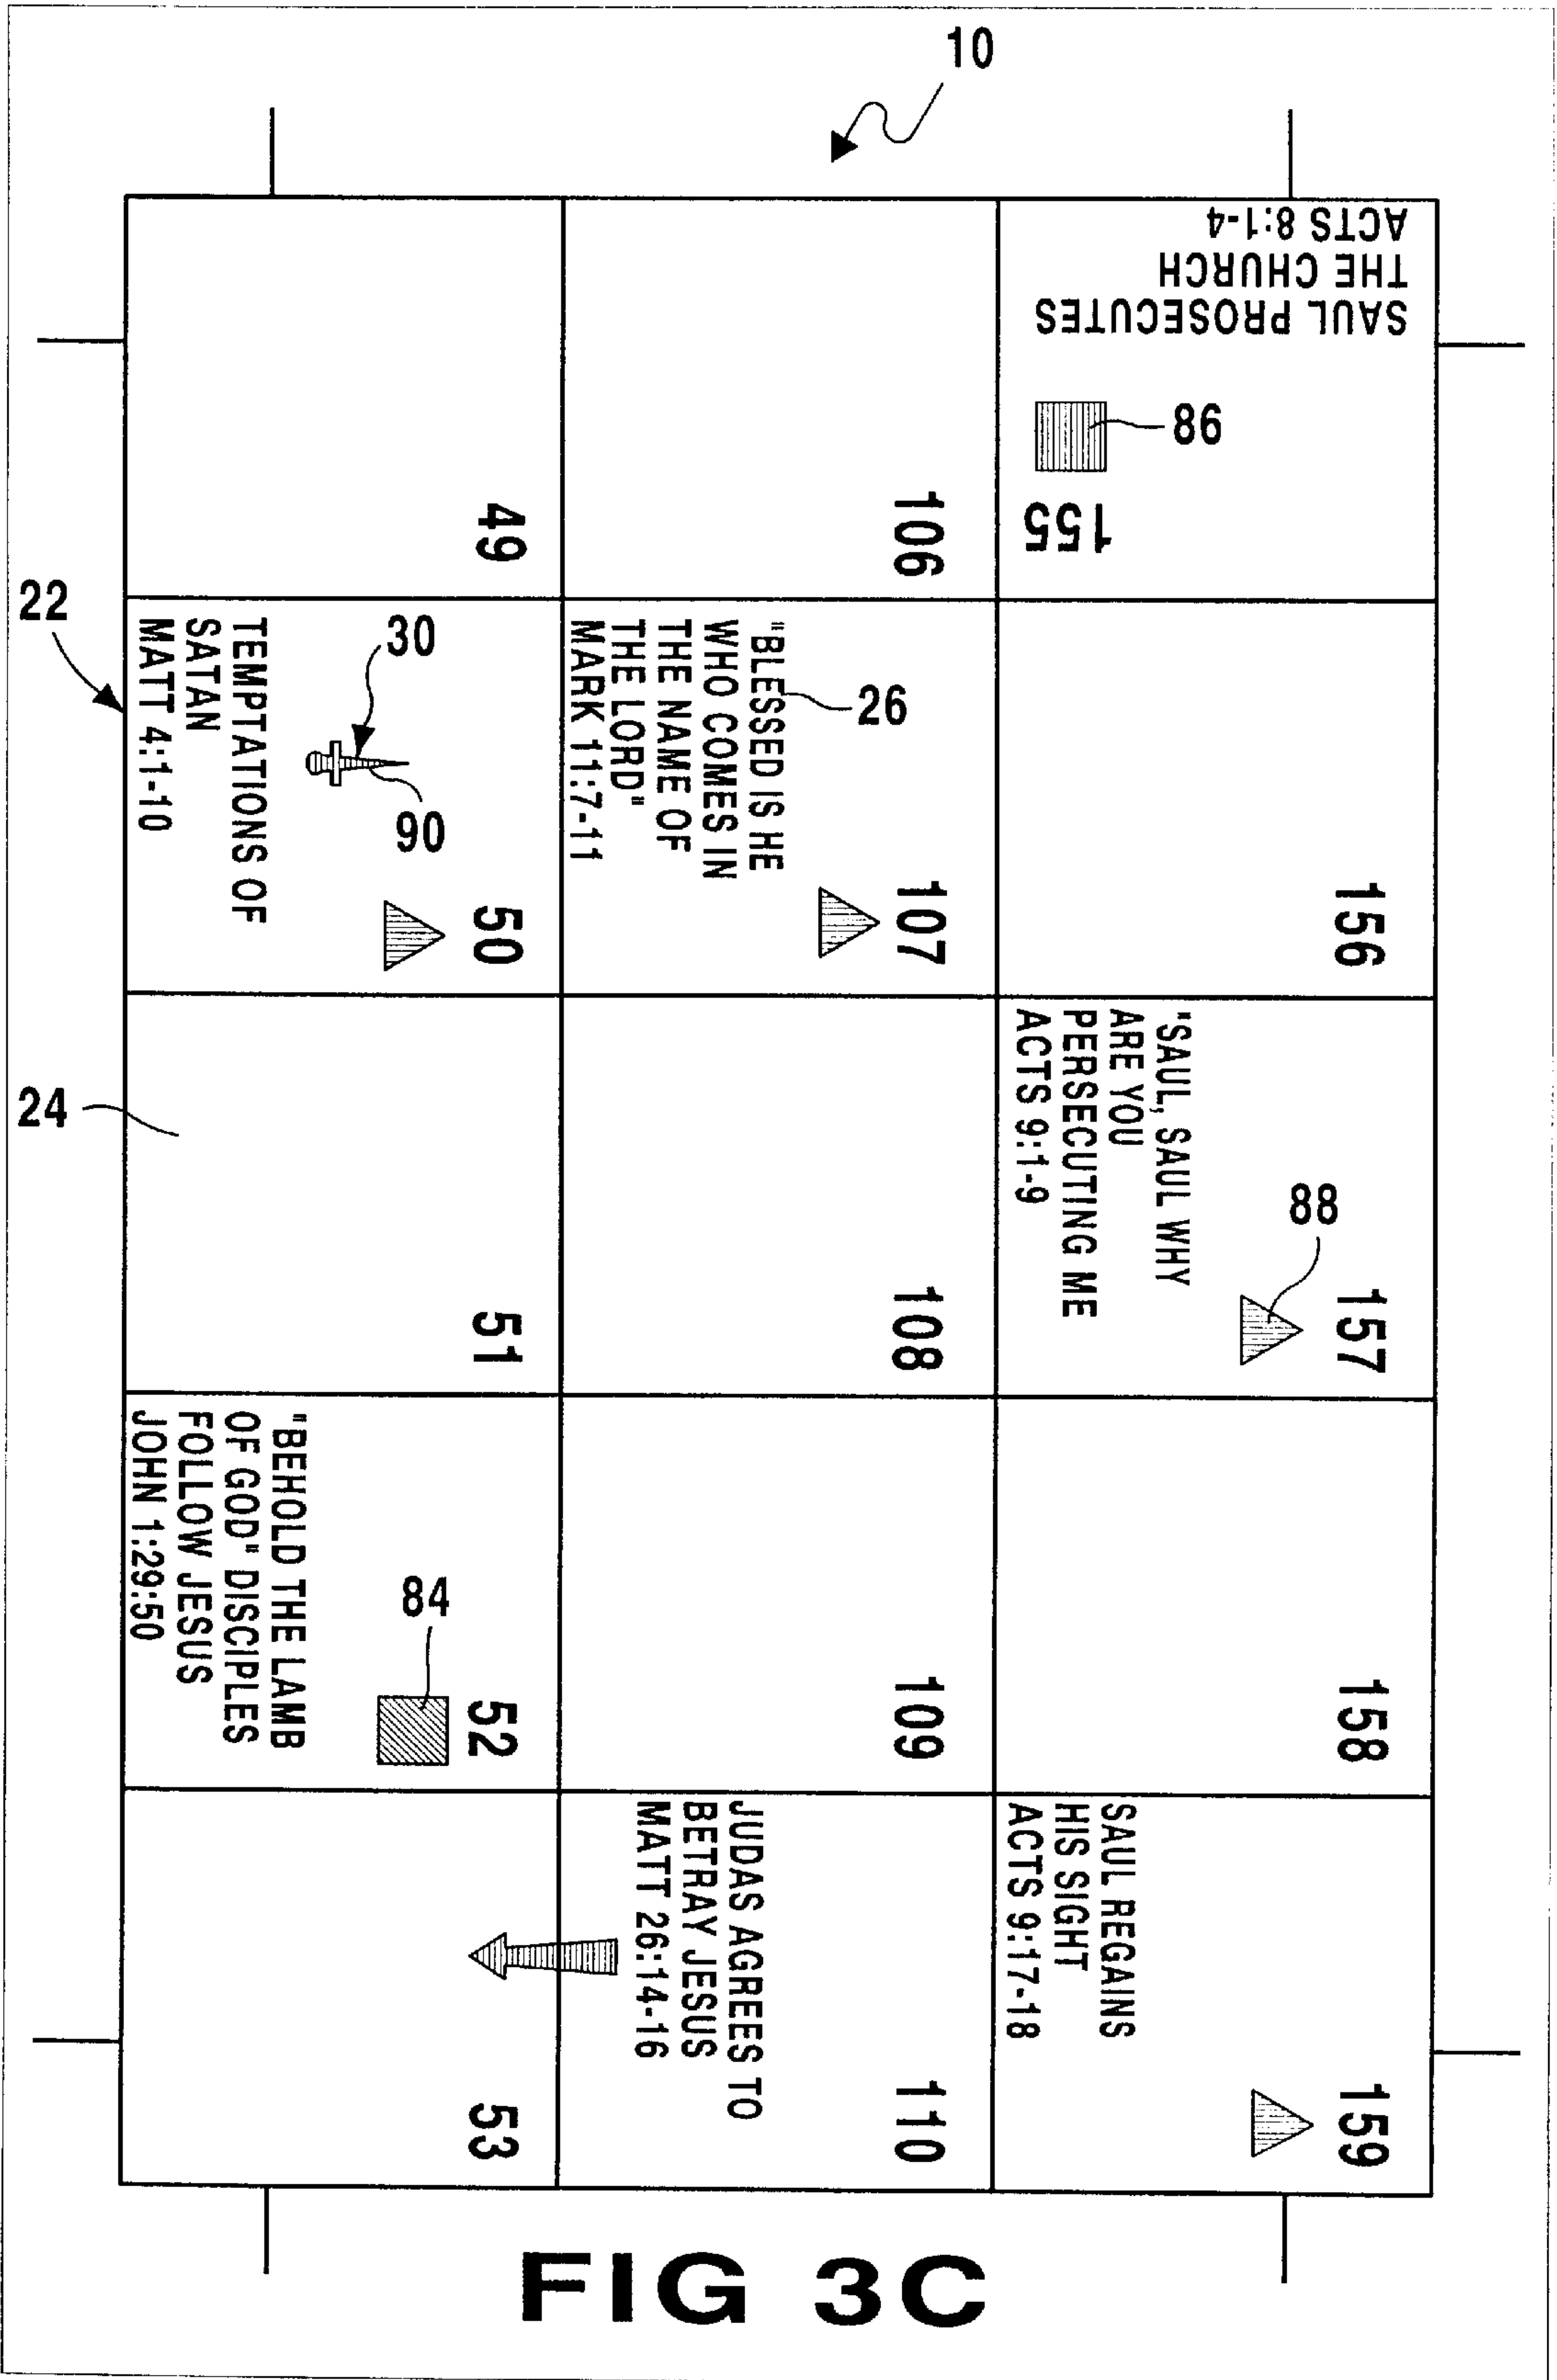 10
SAUL PROSECUTES
THE CHURCH
ACTS 8:1-4
86
155
156
"SAUL, SAUL WHY
ARE YOU
PERSECUTING ME
ACTS 9:1-9
88
157
158
SAUL REGAINS
HIS SIGHT
ACTS 9:17-18
159
106
"BLESSED IS HE
WHO COMES IN
THE NAME OF
THE LORD"
MARK 11:7-11
26
107
108
109
JUDAS AGREES TO
BETRAY JESUS
MATT 26:14-16
110
49
22
30
90
TEMPTATIONS OF
SATAN
MATT 4:1-10
50
24
51
"BEHOLD THE LAMB
OF GOD" DISCIPLES
FOLLOW JESUS
JOHN 1:29:50
84
52
53
FIG 3C